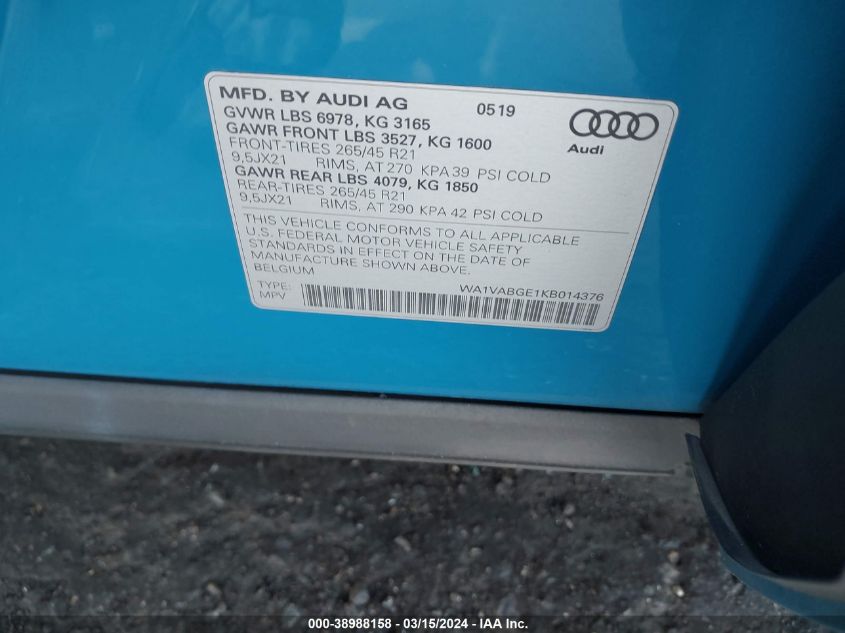 MFD. BY AUDI AG 0519
GVWR LBS 6978, KG 3165
GAWR FRONT LBS 3527, KG 1600
Audi
FRONT-TIRES 265/45 R21
9,5JX21 RIMS, AT 270 KPA 39 PSI COLD
GAWR REAR LBS 4079, KG 1850
REAR-TIRES 265/45 R21
9,5JX21 RIMS, AT 290 KPA 42 PSI COLD
THIS VEHICLE CONFORMS TO ALL APPLICABLE
U.S. FEDERAL MOTOR VEHICLE SAFETY
STANDARDS IN EFFECT ON THE DATE OF
MANUFACTURE SHOWN ABOVE.
BELGIUM
TYPE: WA1VABGE1KB014376
MPV
000-38988158 - 03/15/2024 - IAA Inc.